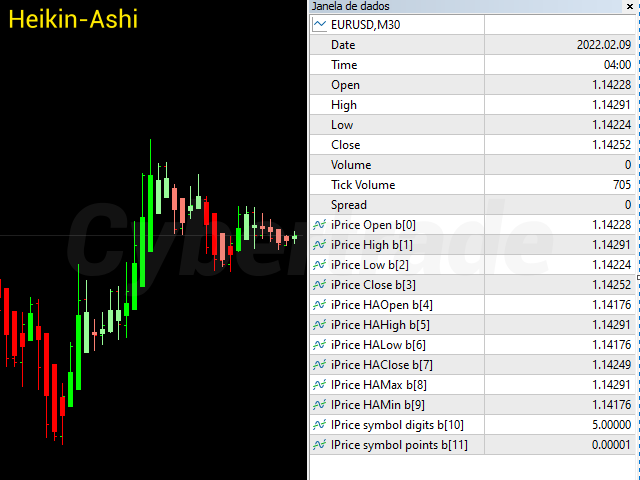 Heikin-Ashi
Janela de dados
EURUSD,M30
Date 2022.02.09
Time 04:00
Open 1.14228
High 1.14291
Low 1.14224
Close 1.14252
Volume 0
Tick Volume 705
Spread 0
iPrice Open b[0] 1.14228
iPrice High b[1] 1.14291
iPrice Low b[2] 1.14224
iPrice Close b[3] 1.14252
IPrice HAOpen b[4] 1.14176
IPrice HAHigh b[5] 1.14291
IPrice HALow b[6] 1.14176
IPrice HAClose b[7] 1.14249
IPrice HAMax b[8] 1.14291
IPrice HAMin b[9] 1.14176
IPrice symbol digits b[10] 5.00000
IPrice symbol points b[11] 0.00001
Cybertrade